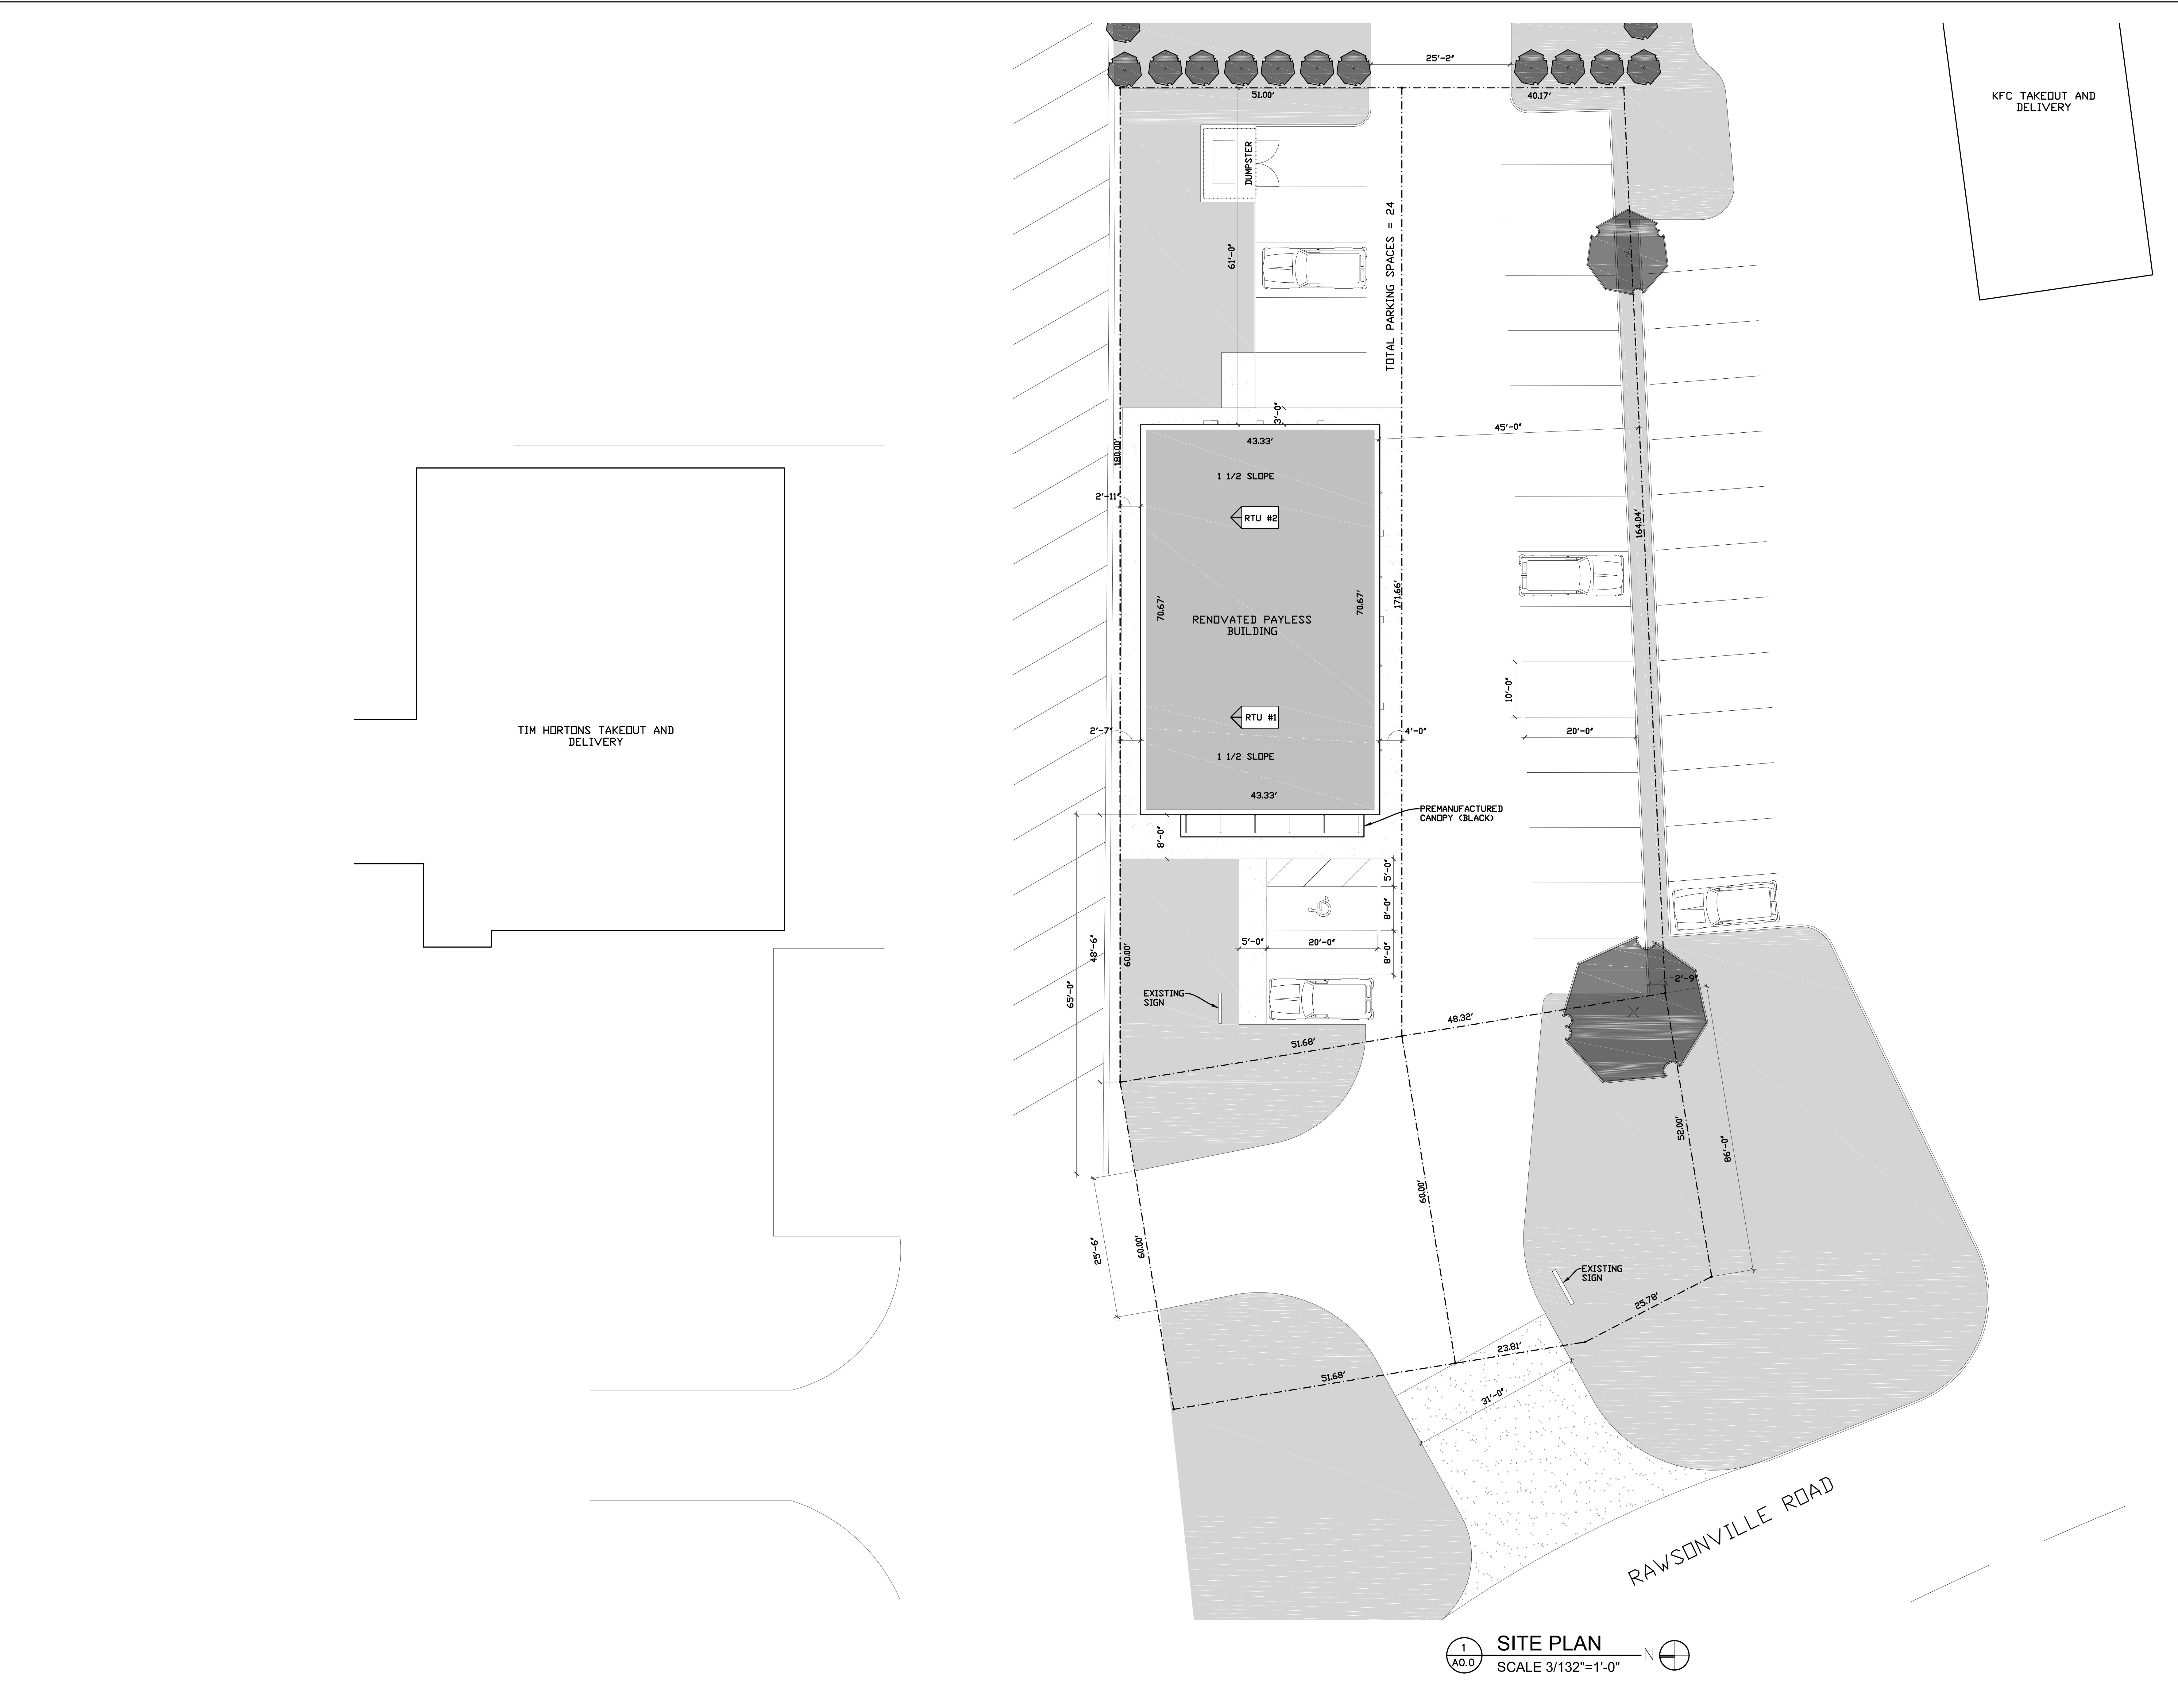 25'-2"
51.00'
40.17'
KFC TAKEOUT AND
DELIVERY
DUMPSTER
61'-0"
TOTAL PARKING SPACES = 24
3'-0"
45'-0"
43.33'
180.00'
1 1/2 SLOPE
2'-11"
RTU #2
164.04'
70.67'
70.67'
171.66'
RENOVATED PAYLESS
BUILDING
10'-0"
RTU #1
TIM HORTONS TAKEOUT AND
DELIVERY
2'-7"
4'-0"
20'-0"
1 1/2 SLOPE
43.33'
PREMANUFACTURED
CANOPY (BLACK)
8'-0"
5'-0"
8'-0"
48'-6"
60.00'
5'-0"
20'-0"
8'-0"
65'-0"
EXISTING
SIGN
2'-9"
48.32'
51.68'
52.00'
86'-0"
60.00'
60.00'
25'-6"
EXISTING
SIGN
25.78'
23.81'
51.68'
31'-0"
RAWSONVILLE ROAD
1
A0.0
SITE PLAN
SCALE 3/132"=1'-0"
N